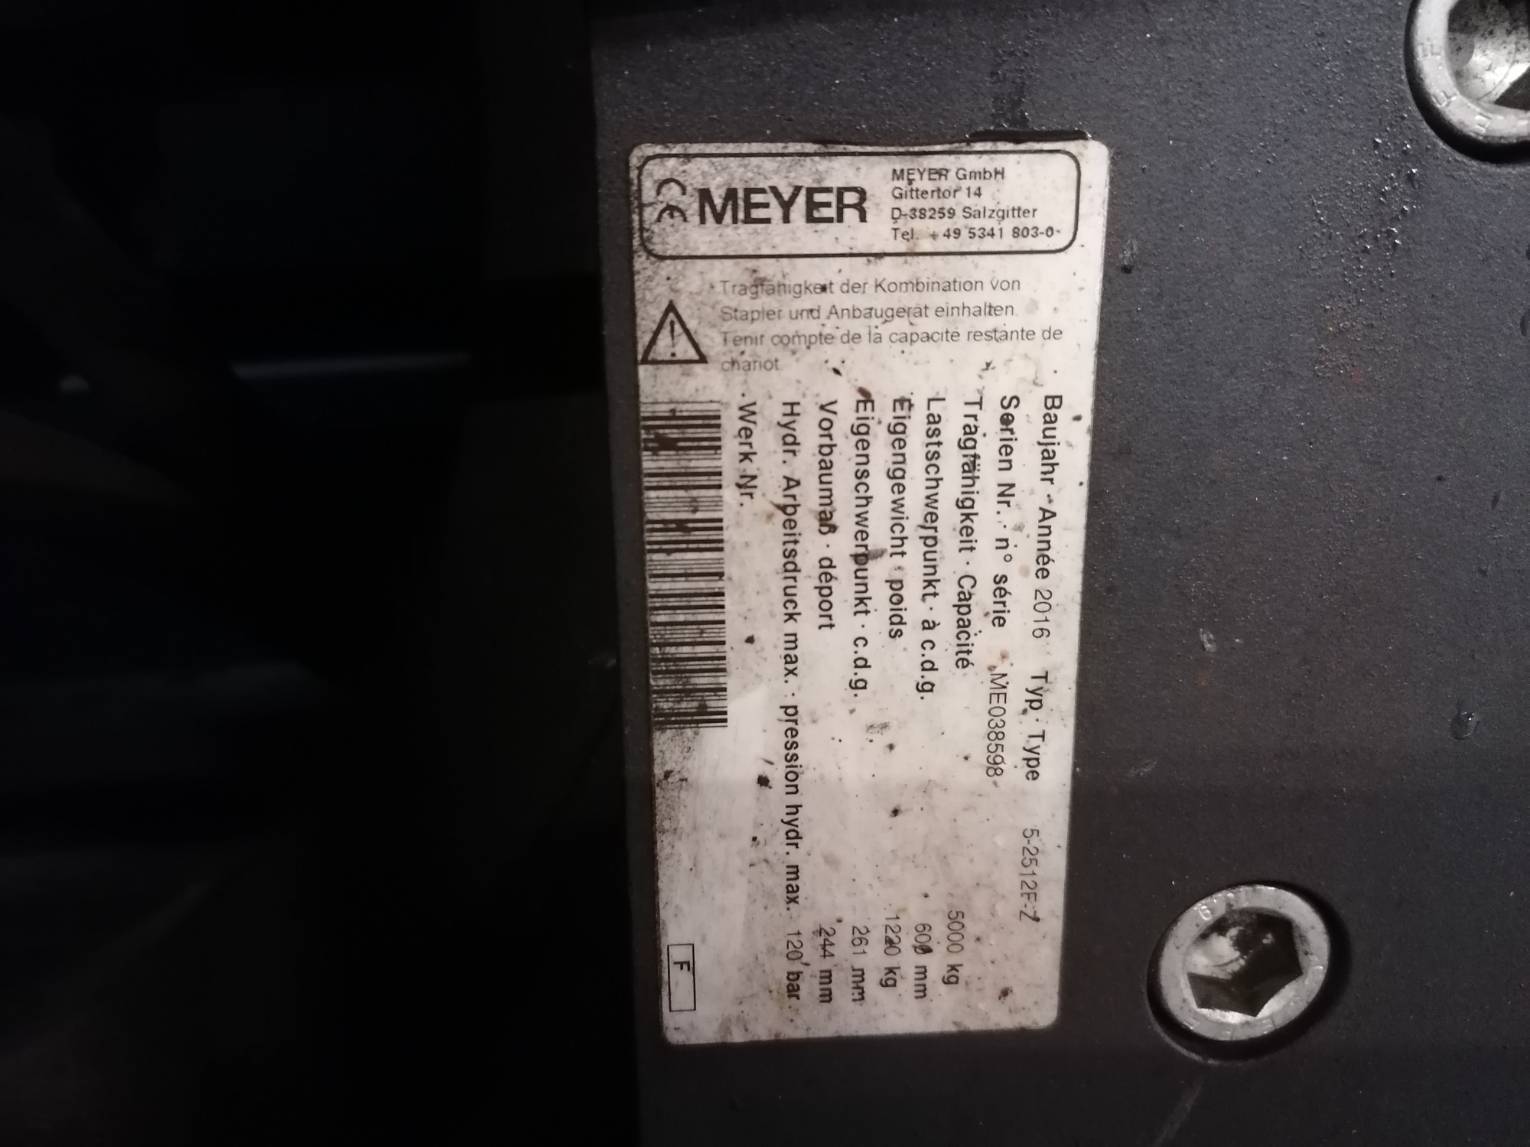 CE MEYER
MEYER GmbH
Gittertor 14
D-38259 Salzgitter
Tel. +49 5341 803-0
Tragfähigkeit der Kombination von
Stapler und Anbaugerät einhalten.
Tenir compte de la capacité restante de
chariot
Baujahr · Année 2016 Typ · Type 5-2512F-Z
Serien Nr. · n° série ME038598
Tragfähigkeit · Capacité 5000 kg
Lastschwerpunkt · à c.d.g. 600 mm
Eigengewicht · poids 1220 kg
Eigenschwerpunkt · c.d.g. 261 mm
Vorbaumaß · déport 244 mm
Hydr. Arbeitsdruck max. · pression hydr. max. 120 bar
Werk Nr.
F